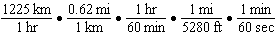 1225 km / 1 hr • 0.62 mi / 1 km • 1 hr / 60 min • 1 mi / 5280 ft • 1 min / 60 sec